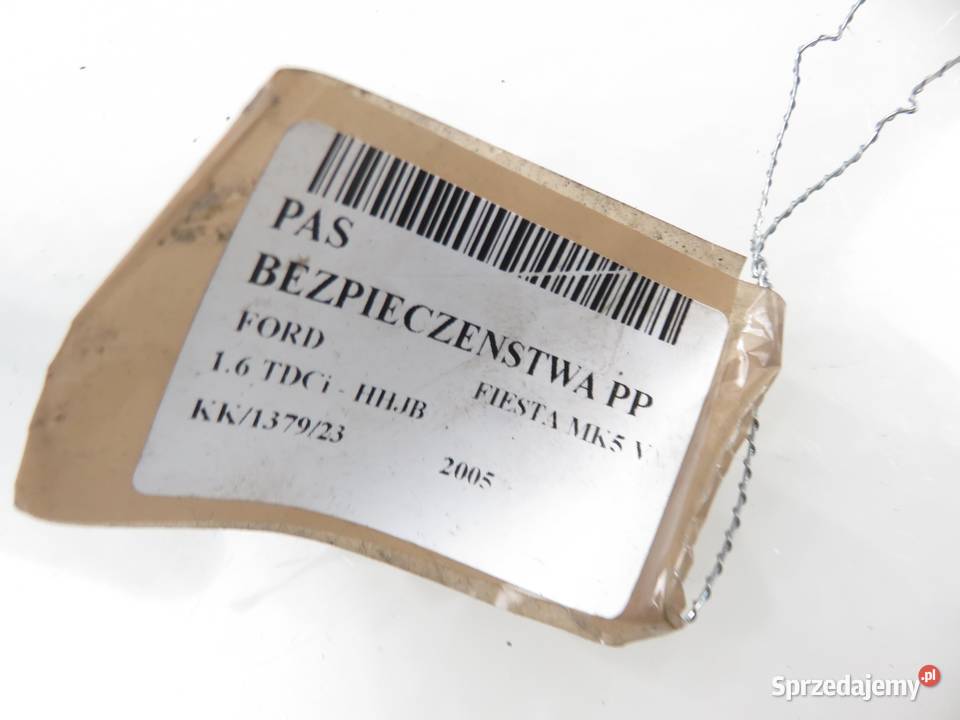 PAS
BEZPIECZENSTWA PP
FORD
FIESTA MK5
1.6 TDCi - HHJB
KK/1379/23
2005
Sprzedajemy.pl